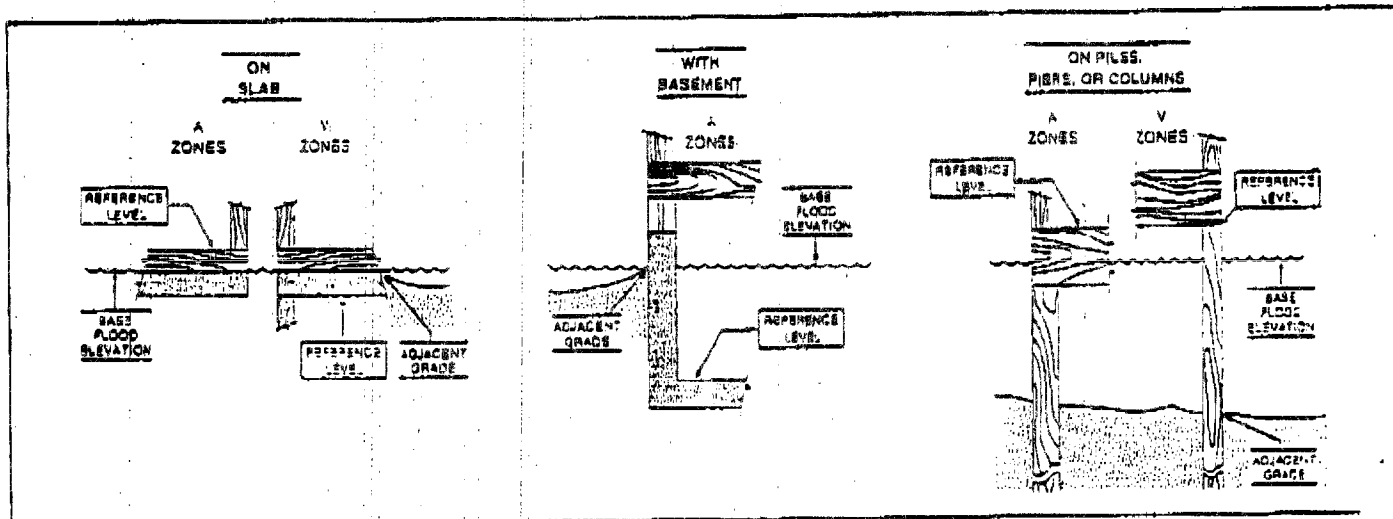 ON
SLAB
A
ZONES
V
ZONES
REFERENCE
LEVEL
BASE
FLOOD
ELEVATION
REFERENCE
LEVEL
ADJACENT
GRADE
WITH
BASEMENT
A
ZONES
BASE
FLOOD
ELEVATION
ADJACENT
GRADE
REFERENCE
LEVEL
ON PILES,
PIERS, OR COLUMNS
A
ZONES
V
ZONES
REFERENCE
LEVEL
REFERENCE
LEVEL
BASE
FLOOD
ELEVATION
ADJACENT
GRADE